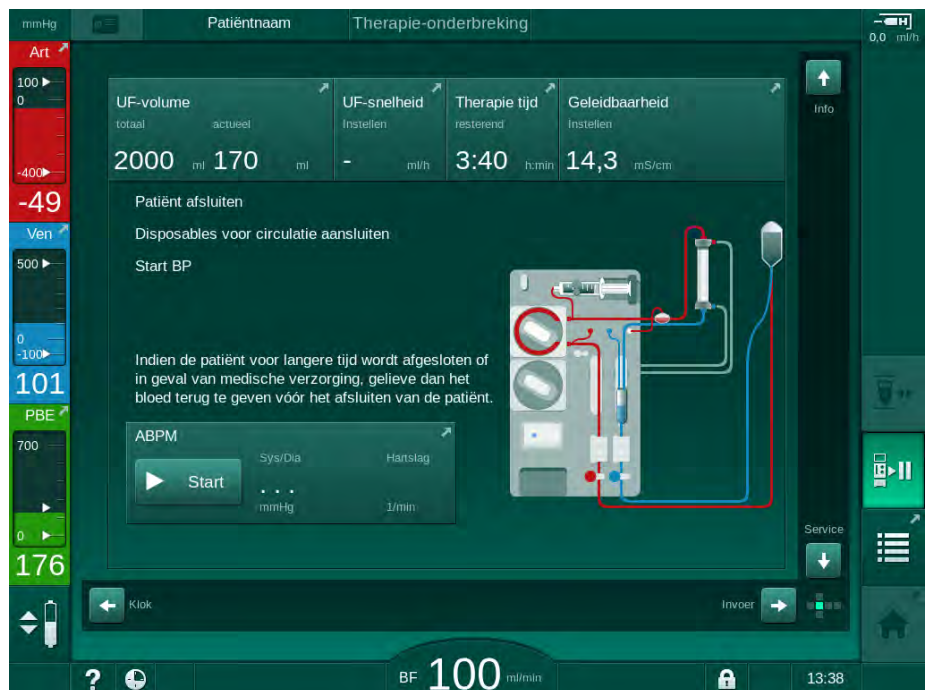 mmHg
Patiëntnaam
Therapie-onderbreking
0,0 ml/h
Art
100
0
-400
-49
Ven
500
0
-100
101
PBE
700
0
176
UF-volume
totaal actueel
2000 ml 170 ml
UF-snelheid
Instellen
- ml/h
Therapie tijd
resterend
3:40 h:min
Geleidbaarheid
Instellen
14,3 mS/cm
Info
Patiënt afsluiten
Disposables voor circulatie aansluiten
Start BP
Indien de patiënt voor langere tijd wordt afgesloten of
in geval van medische verzorging, gelieve dan het
bloed terug te geven vóór het afsluiten van de patiënt.
ABPM
Sys/Dia Hartslag
Start
. . .
mmHg 1/min
Service
Klok
Invoer
?
BF 100 ml/min
13:38